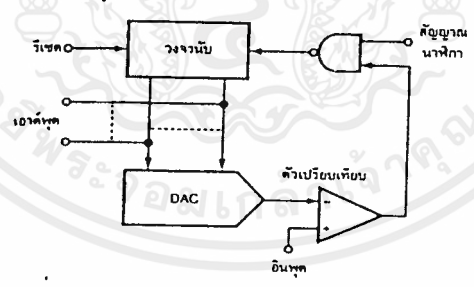 รีเซต
วงจรนับ
สัญญาณ
นาฬิกา
เอาต์พุต
DAC
ตัวเปรียบเทียบ
-
+
อินพุต